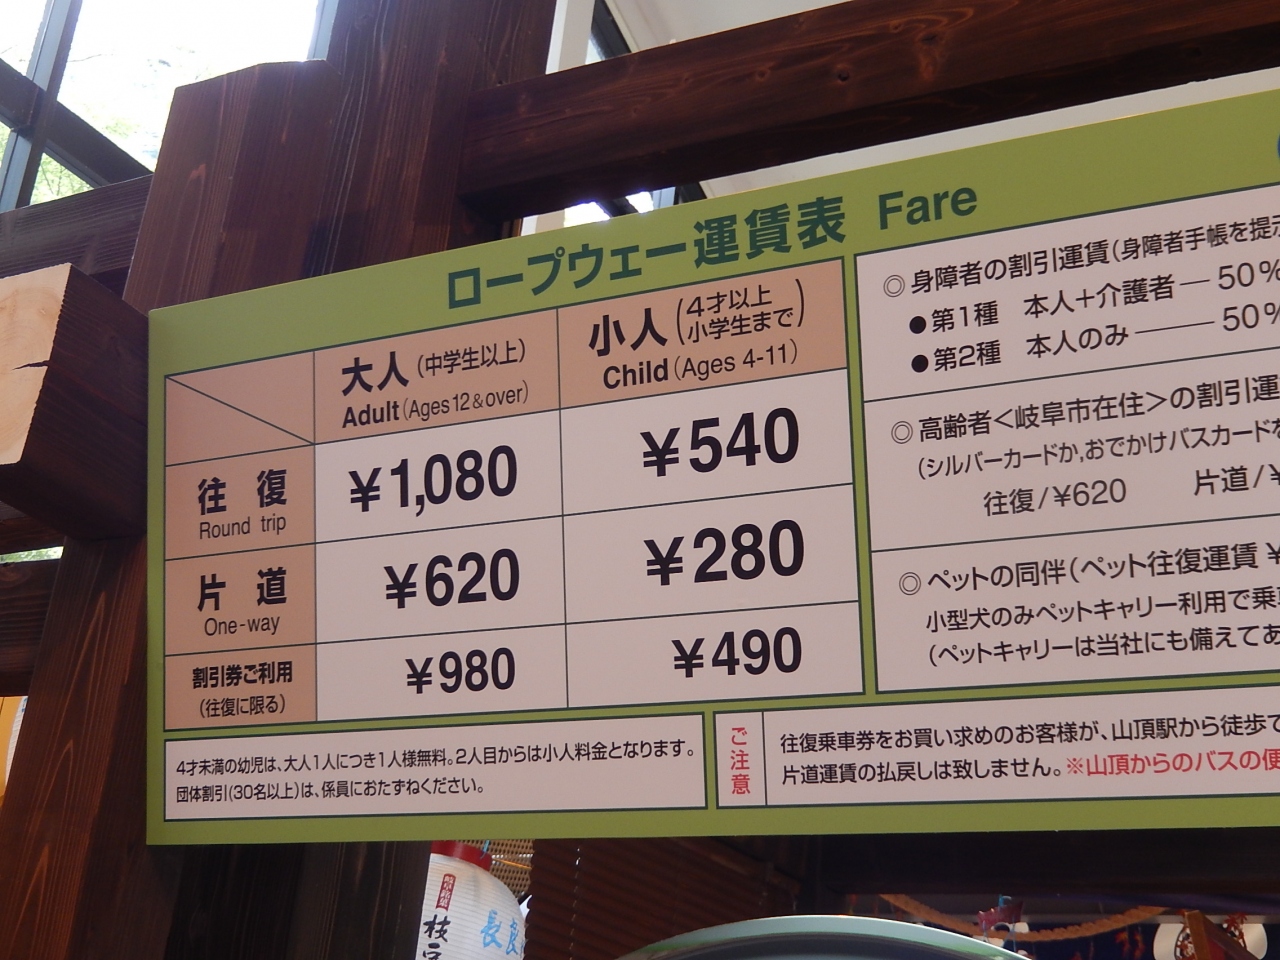 ロープウェー運賃表 Fare
大人(中学生以上)
Adult(Ages12&over)
小人(4才以上
小学生まで)
Child(Ages 4-11)
往復
Round trip
¥1,080
¥540
片道
One-way
¥620
¥280
割引券ご利用
(往復に限る)
¥980
¥490
4才未満の幼児は、大人1人につき1人様無料。2人目からは小人料金となります。
団体割引(30名以上)は、係員におたずねください。
◎身障者の割引運賃(身障者手帳を提示
●第1種 本人+介護者―50%
●第2種 本人のみ――50%
◎高齢者<岐阜市在住>の割引運
(シルバーカードか,おでかけバスカードを
往復/¥620 片道/¥
◎ペットの同伴(ペット往復運賃¥
小型犬のみペットキャリー利用で乗車
(ペットキャリーは当社にも備えてあ
ご注意
往復乗車券をお買い求めのお客様が、山頂駅から徒歩で
片道運賃の払戻しは致しません。※山頂からのバスの便
枝豆
長良